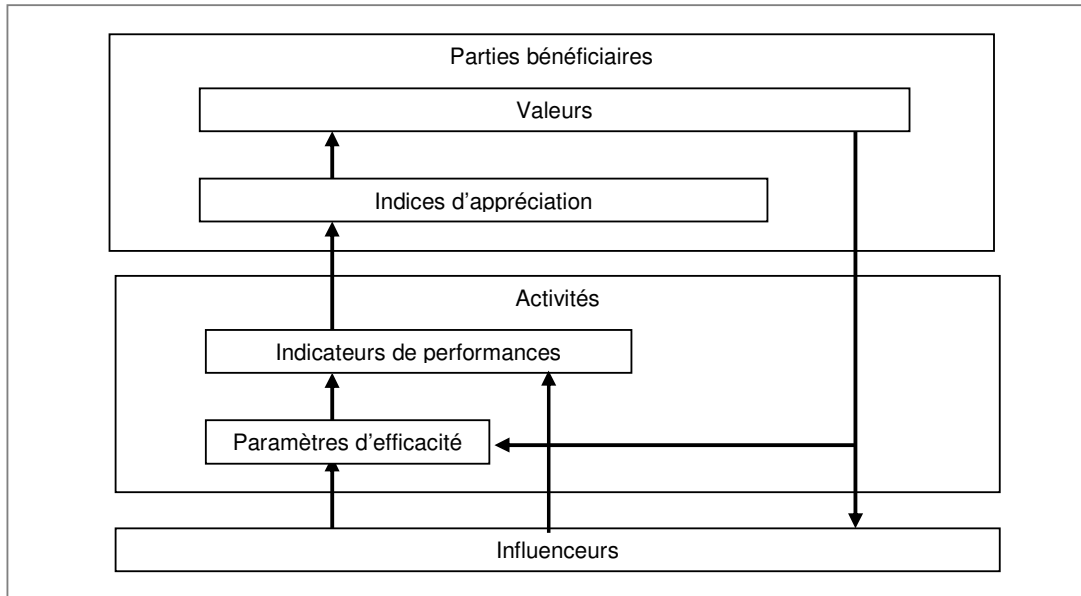 Parties bénéficiaires
Valeurs
Indices d’appréciation
Activités
Indicateurs de performances
Paramètres d’efficacité
Influenceurs